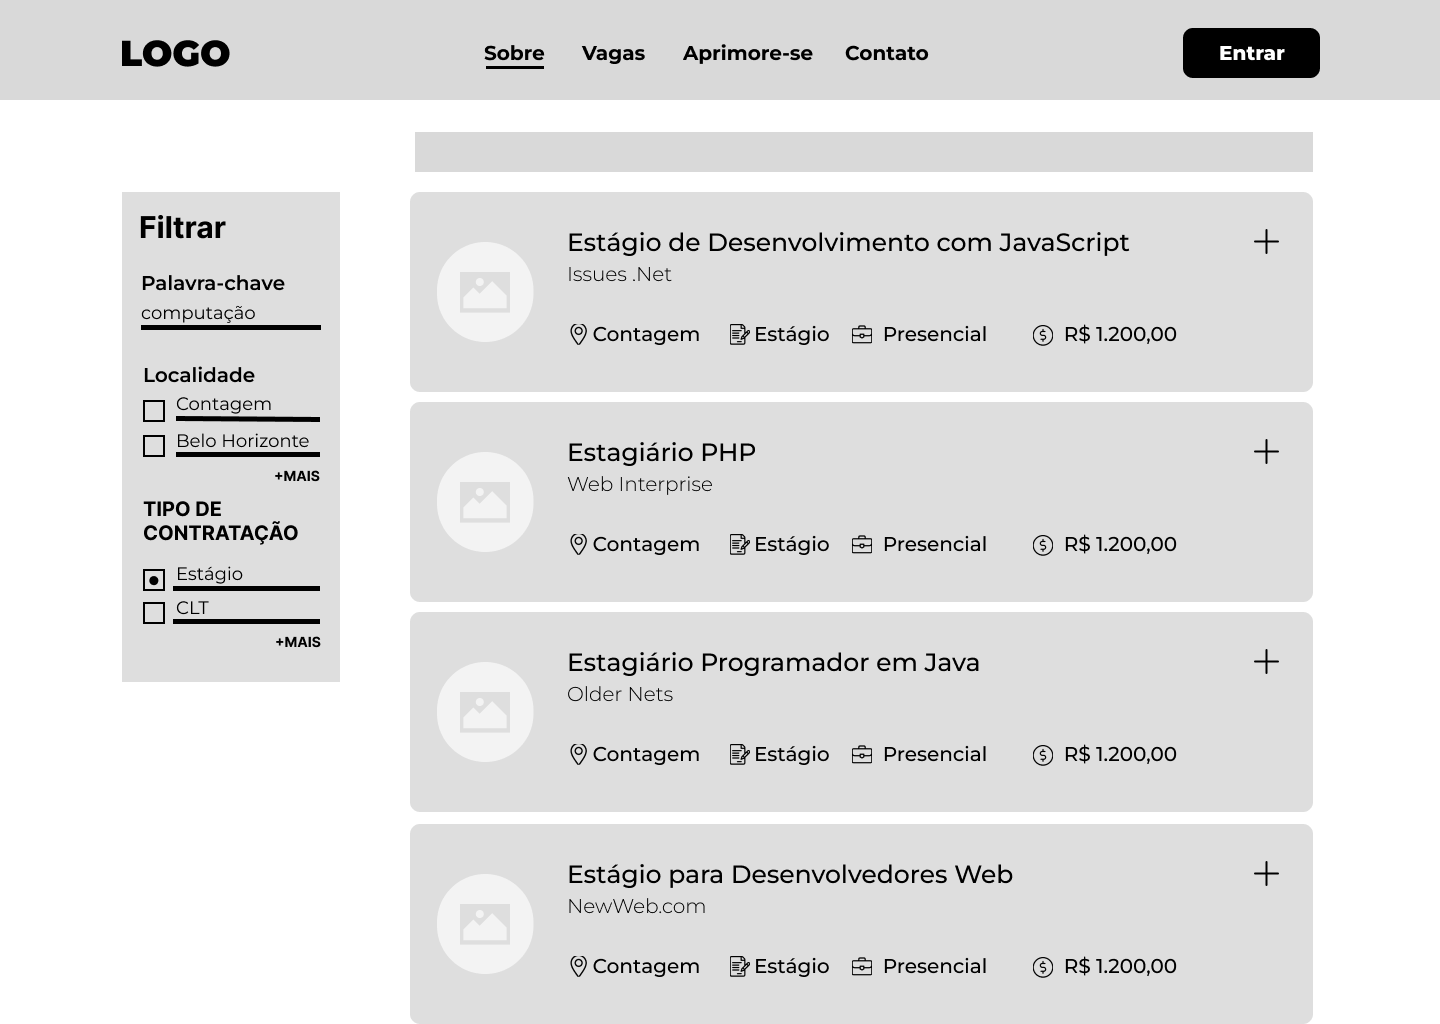 LOGO
Sobre Vagas Aprimore-se Contato
Entrar
Filtrar
Palavra-chave
computação
Localidade
Contagem
Belo Horizonte
+MAIS
TIPO DE
CONTRATAÇÃO
Estágio
CLT
+MAIS
Estágio de Desenvolvimento com JavaScript
Issues .Net
Contagem Estágio Presencial R$ 1.200,00
Estagiário PHP
Web Interprise
Contagem Estágio Presencial R$ 1.200,00
Estagiário Programador em Java
Older Nets
Contagem Estágio Presencial R$ 1.200,00
Estágio para Desenvolvedores Web
NewWeb.com
Contagem Estágio Presencial R$ 1.200,00